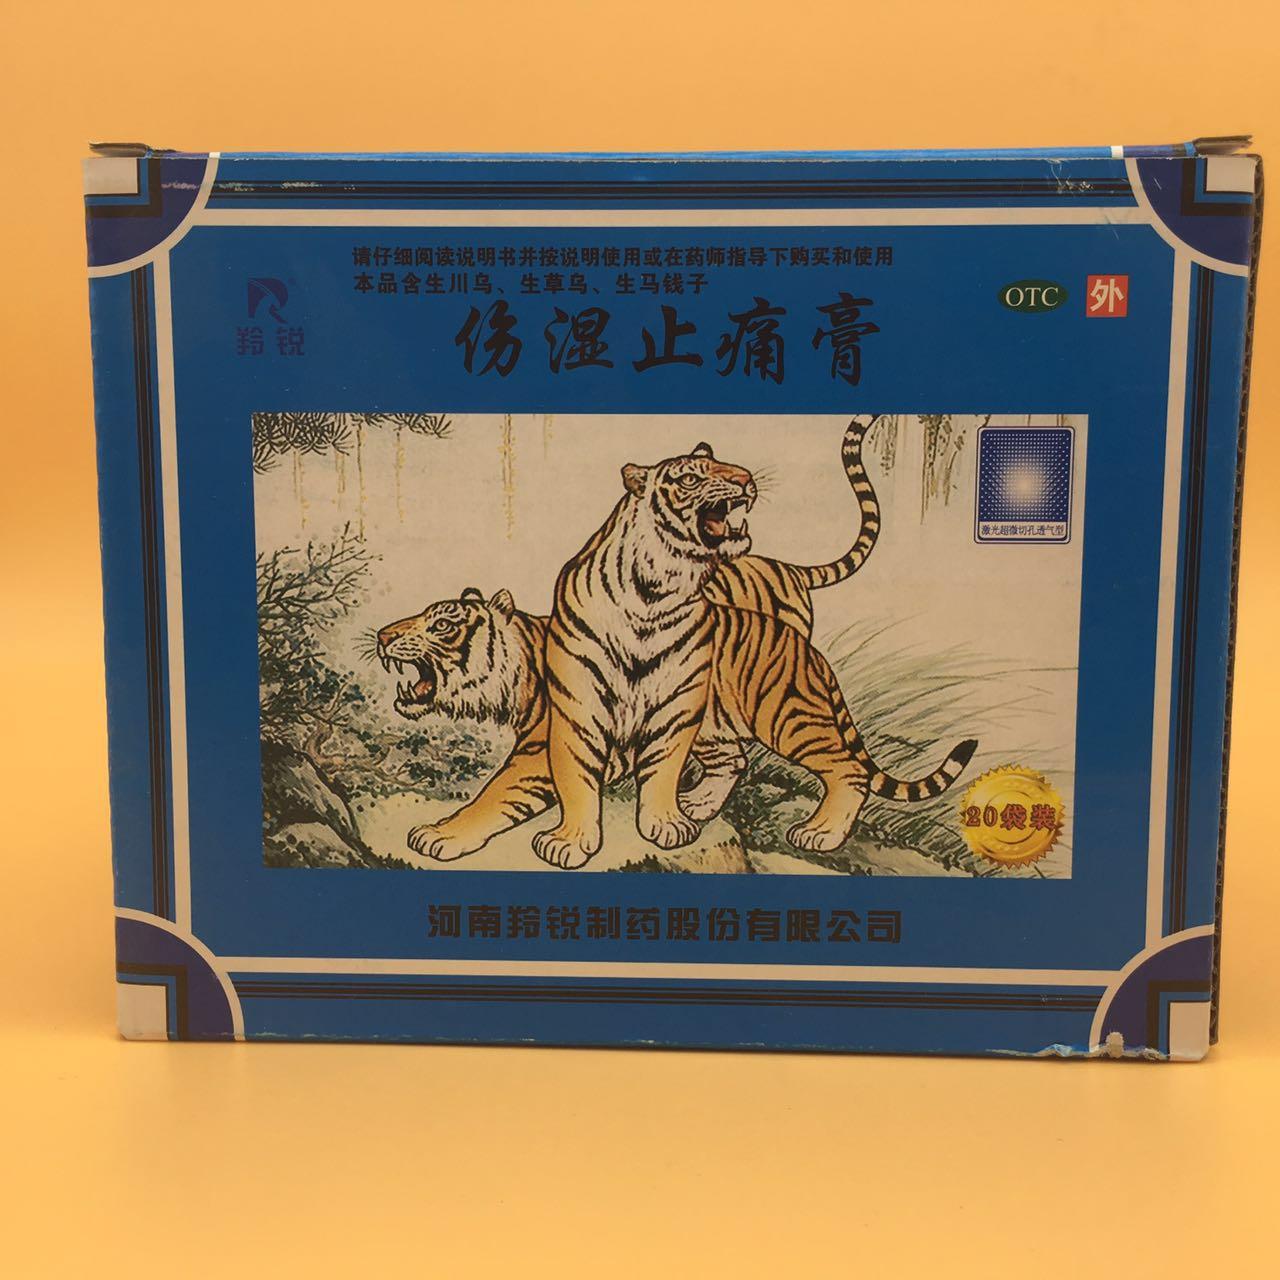 请仔细阅读说明书并按说明使用或在药师指导下购买和使用
本品含生川乌、生草乌、生马钱子
羚锐
OTC
外
伤湿止痛膏
激光超微切孔透气型
20袋装
河南羚锐制药股份有限公司